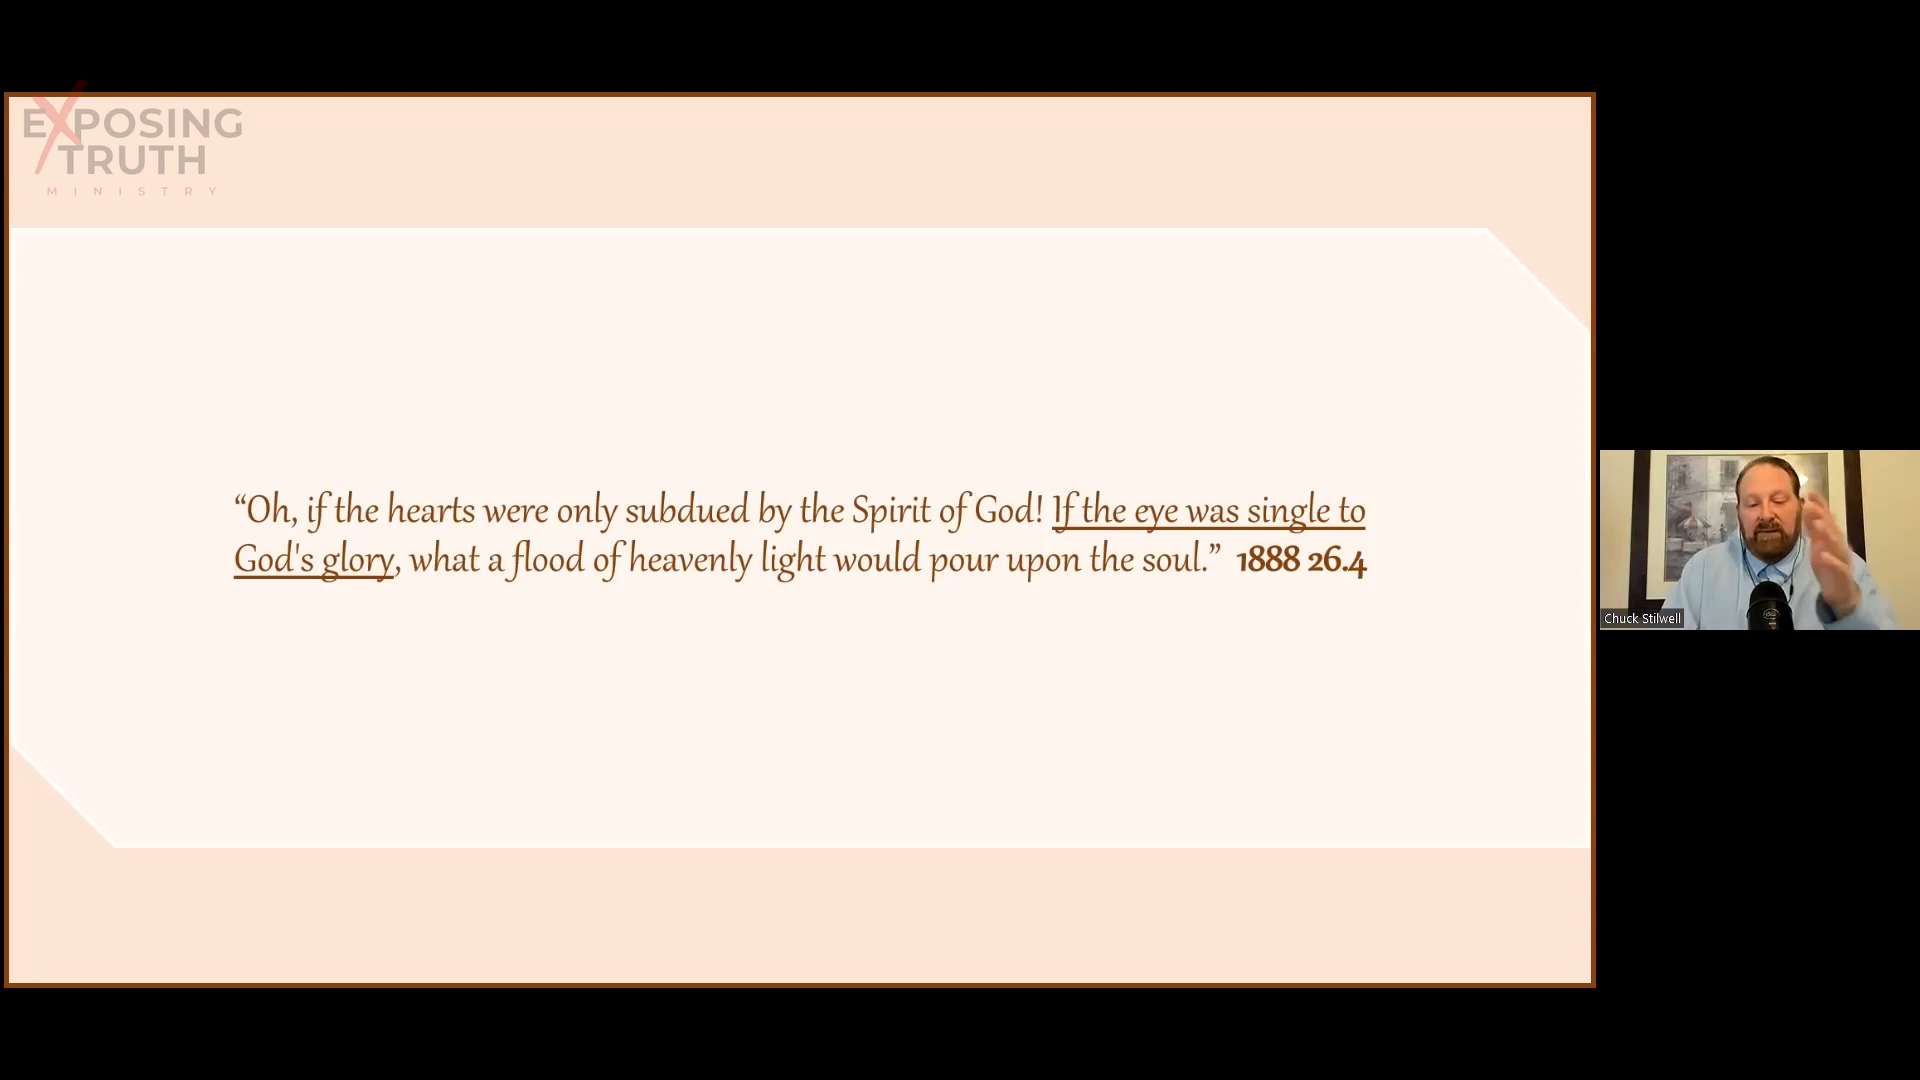 EXPOSING
TRUTH
MINISTRY
“Oh, if the hearts were only subdued by the Spirit of God! If the eye was single to
God's glory, what a flood of heavenly light would pour upon the soul.” 1888 26.4
Chuck Stilwell